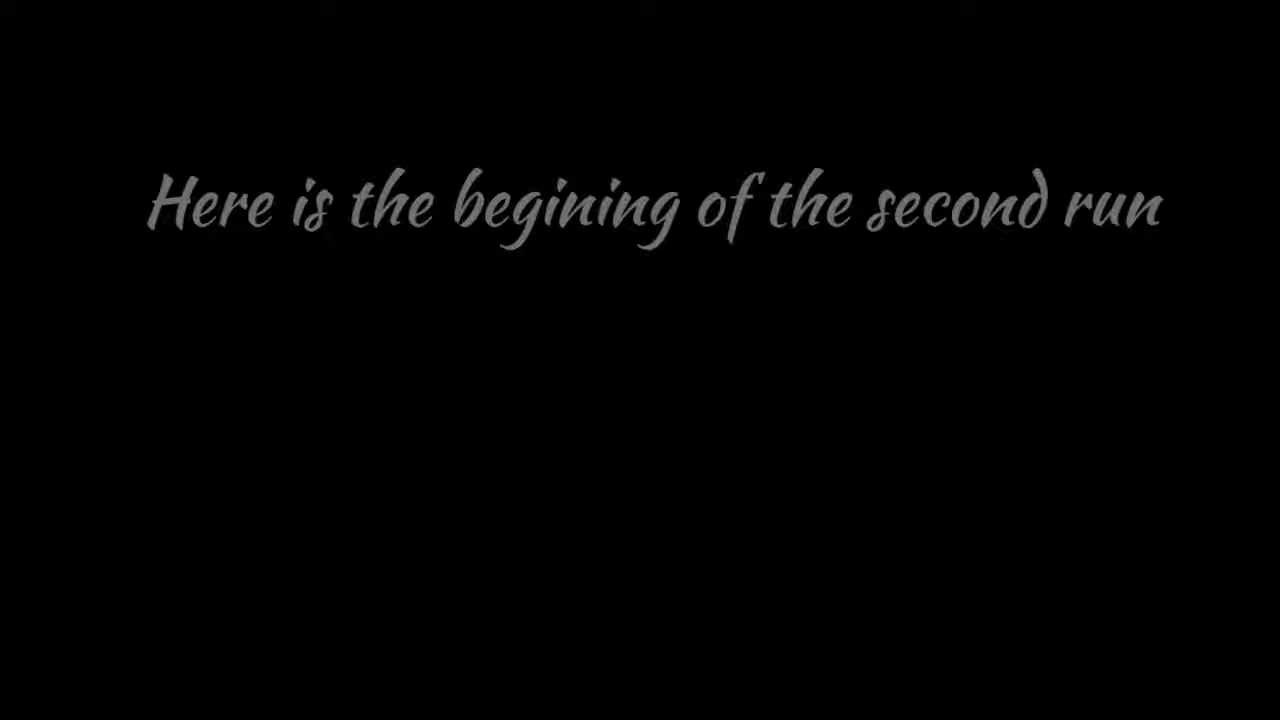 Here is the begining of the second run